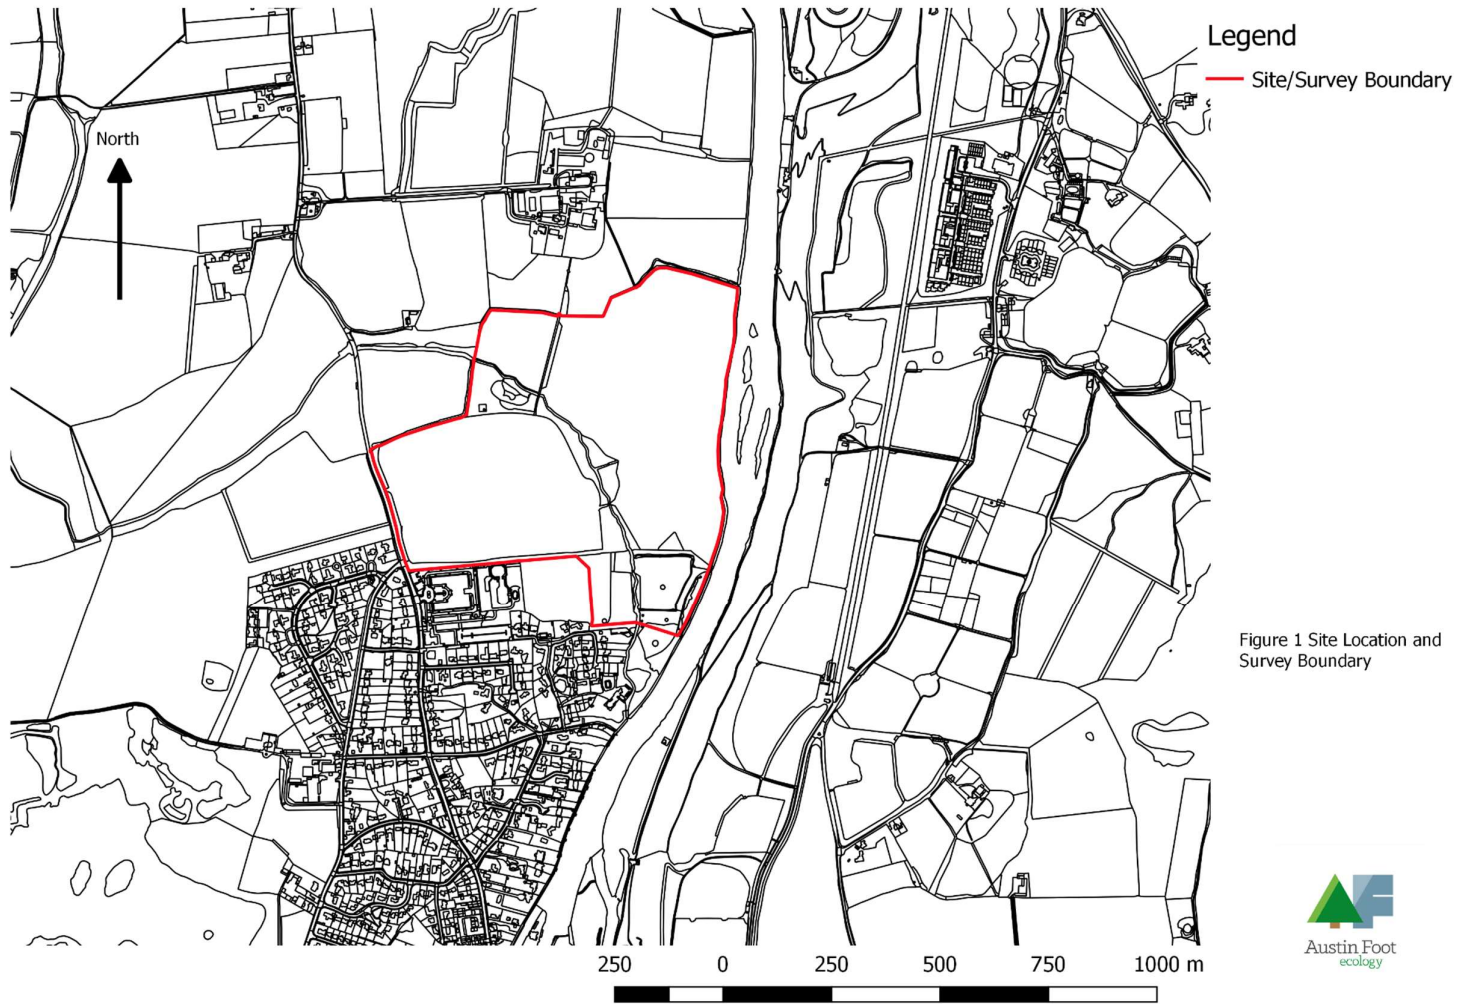 Legend
Site/Survey Boundary
North
Figure 1 Site Location and
Survey Boundary
Austin Foot
ecology
250 0 250 500 750 1000 m